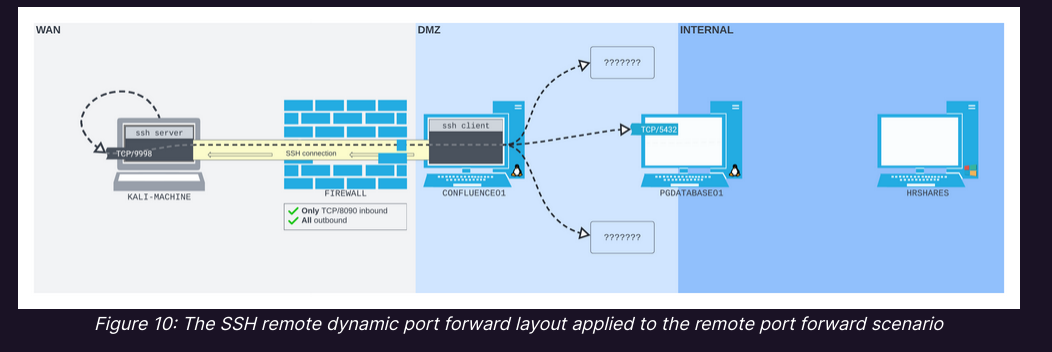 WAN
DMZ
INTERNAL
???????
ssh server
ssh client
TCP/5432
TCP/9998
SSH connection
KALI-MACHINE
FIREWALL
CONFLUENCE01
PGDATABASE01
HRSHARES
Only TCP/8090 inbound
All outbound
???????
Figure 10: The SSH remote dynamic port forward layout applied to the remote port forward scenario